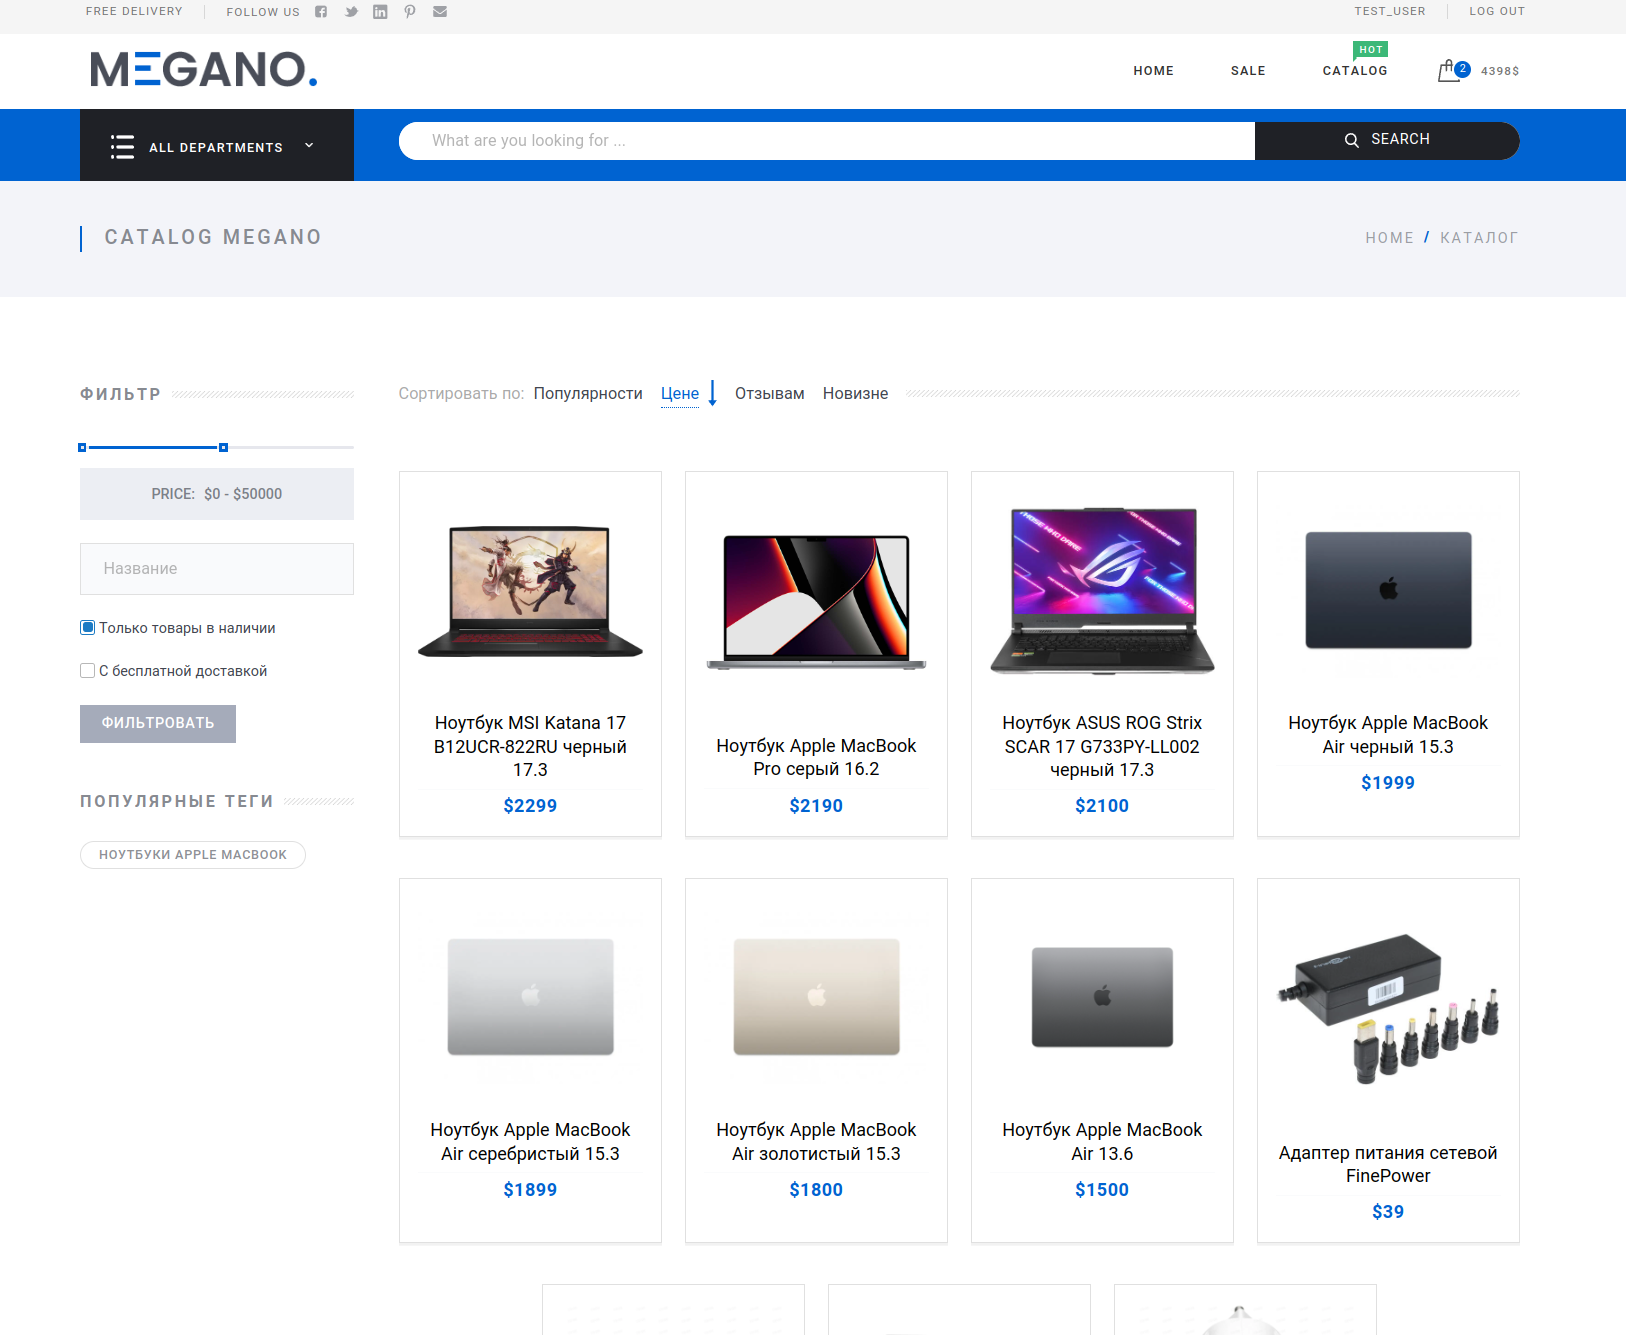 FREE DELIVERY
FOLLOW US
TEST_USER
LOG OUT
MEGANO.
HOME
SALE
HOT
CATALOG
2
4398$
ALL DEPARTMENTS
What are you looking for ...
SEARCH
CATALOG MEGANO
HOME / КАТАЛОГ
ФИЛЬТР
PRICE: $0 - $50000
Название
Только товары в наличии
С бесплатной доставкой
ФИЛЬТРОВАТЬ
ПОПУЛЯРНЫЕ ТЕГИ
НОУТБУКИ APPLE MACBOOK
Сортировать по: Популярности Цене Отзывам Новизне
Ноутбук MSI Katana 17
B12UCR-822RU черный
17.3
$2299
Ноутбук Apple MacBook
Pro серый 16.2
$2190
Ноутбук ASUS ROG Strix
SCAR 17 G733PY-LL002
черный 17.3
$2100
Ноутбук Apple MacBook
Air черный 15.3
$1999
Ноутбук Apple MacBook
Air серебристый 15.3
$1899
Ноутбук Apple MacBook
Air золотистый 15.3
$1800
Ноутбук Apple MacBook
Air 13.6
$1500
Адаптер питания сетевой
FinePower
$39